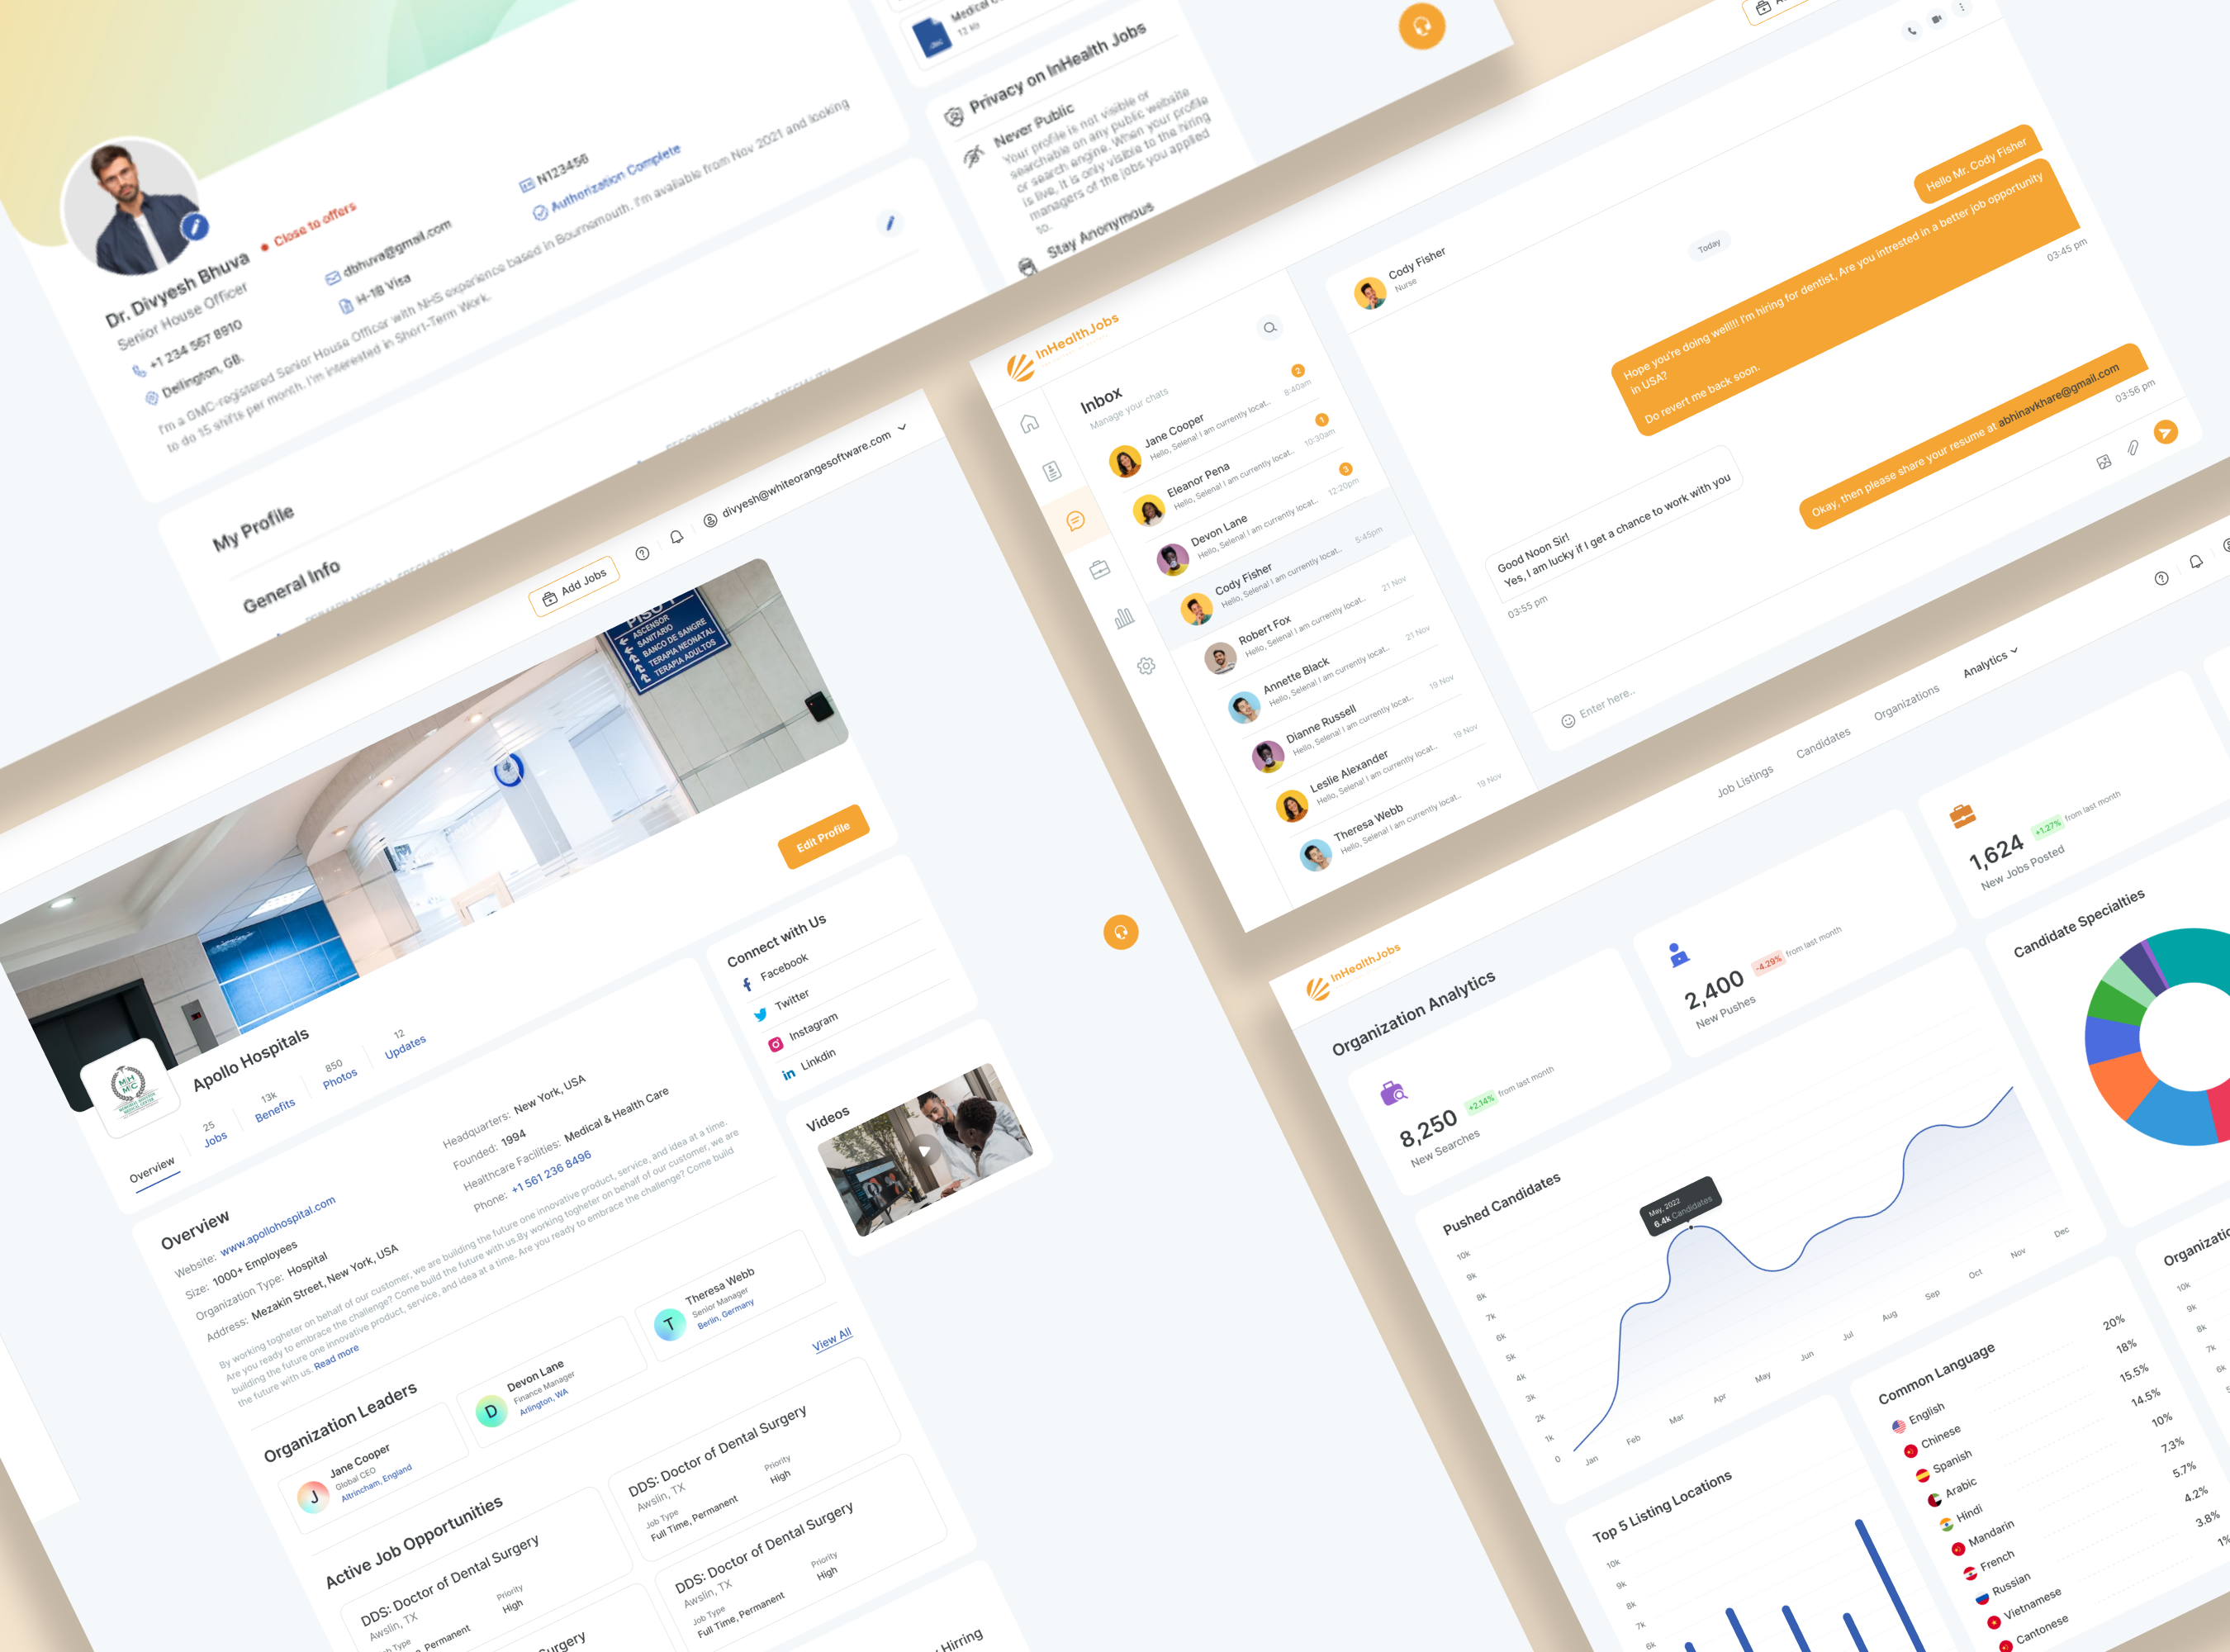 Dr. Divyesh Bhuva
Close to offers
Senior House Officer
+1 234 567 8910
dbhuva@gmail.com
N123456
Dellington, GB.
H-1B Visa
Authorization Complete
I'm a GMC-registered Senior House Officer with NHS experience based in Bournemouth. I'm available from Nov 2021 and looking
to do 15 shifts per month. I'm interested in Short-Term Work.
My Profile
General Info
12 kb
Privacy on InHealth Jobs
Never Public
Your profile is not visible or
searchable on any public website
or search engine. When your profile
is live, it is only visible to the hiring
managers of the jobs you applied
to.
Stay Anonymous
Add Jobs
divyesh@whiteorangesoftware.com
ASCENSOR
SANITARIO
BANCO DE SANGRE
TERAPIA NEONATAL
TERAPIA ADULTOS
Edit Profile
Apollo Hospitals
Overview
25
Jobs
13k
Benefits
850
Photos
12
Updates
Overview
Website: www.apollohospital.com
Size: 1000+ Employees
Organization Type: Hospital
Address: Mezakin Street, New York, USA
Headquarters: New York, USA
Founded: 1994
Healthcare Facilities: Medical & Health Care
Phone: +1 561 236 8496
By working togheter on behalf of our customer, we are building the future one innovative product, service, and idea at a time.
Are you ready to embrace the challenge? Come build the future with us.By working togheter on behalf of our customer, we are
building the future one innovative product, service, and idea at a time. Are you ready to embrace the challenge? Come build
the future with us. Read more
Organization Leaders
Jane Cooper
Global CEO
Altrincham, England
J
Devon Lane
Finance Manager
Arlington, WA
D
Theresa Webb
Senior Manager
Berlin, Germany
T
Active Job Opportunities
View All
DDS: Doctor of Dental Surgery
Awslin, TX
Priority
High
Permanent
DDS: Doctor of Dental Surgery
Awslin, TX
Job Type
Full Time, Permanent
Priority
High
DDS: Doctor of Dental Surgery
Awslin, TX
Job Type
Full Time, Permanent
Priority
High
Hirring
Connect with Us
Facebook
Twitter
Instagram
Linkdin
Videos
InHealthJobs
Inbox
Manage your chats
Jane Cooper
Hello, Selena! I am currently locat..
2
8:40am
Eleanor Pena
Hello, Selena! I am currently locat..
1
10:30am
Devon Lane
Hello, Selena! I am currently locat..
3
12:20pm
Cody Fisher
Hello, Selena! I am currently locat..
5:45pm
Robert Fox
Hello, Selena! I am currently locat..
21 Nov
Annette Black
Hello, Selena! I am currently locat..
21 Nov
Dianne Russell
Hello, Selena! I am currently locat..
19 Nov
Leslie Alexander
Hello, Selena! I am currently locat..
19 Nov
Theresa Webb
Hello, Selena! I am currently locat..
19 Nov
Cody Fisher
Nurse
Today
Hello Mr. Cody Fisher
Hope you're doing well!!! I'm hiring for dentist, Are you intrested in a better job opportunity
in USA?
Do revert me back soon.
03:45 pm
Good Noon Sir!
Yes, I am lucky if I get a chance to work with you
03:55 pm
Okay, then please share your resume at abhinavkhare@gmail.com
03:56 pm
Enter here..
InHealthJobs
Job Listings
Candidates
Organizations
Analytics
Organization Analytics
8,250
+2.14%
from last month
New Searches
2,400
-4.29%
from last month
New Pushes
1,624
+1.27%
from last month
New Jobs Posted
Pushed Candidates
10k
9k
8k
7k
6k
5k
4k
3k
2k
1k
0
Jan
Feb
Mar
Apr
May
Jun
Jul
Aug
Sep
Oct
Nov
Dec
May, 2022
6.4k Candidates
Candidate Specialties
Top 5 Listing Locations
10k
9k
8k
7k
6k
Common Language
English
20%
Chinese
18%
Spanish
15.5%
Arabic
14.5%
Hindi
10%
Mandarin
7.3%
French
5.7%
Russian
4.2%
Vietnamese
3.8%
Cantonese
1%
10k
9k
8k
7k
6k